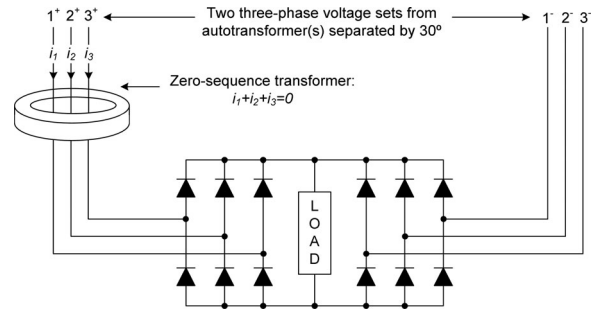 1+ 2+ 3+
Two three-phase voltage sets from
autotransformer(s) separated by 30º
1- 2- 3-
i1 i2 i3
Zero-sequence transformer:
i1+i2+i3=0
L
O
A
D